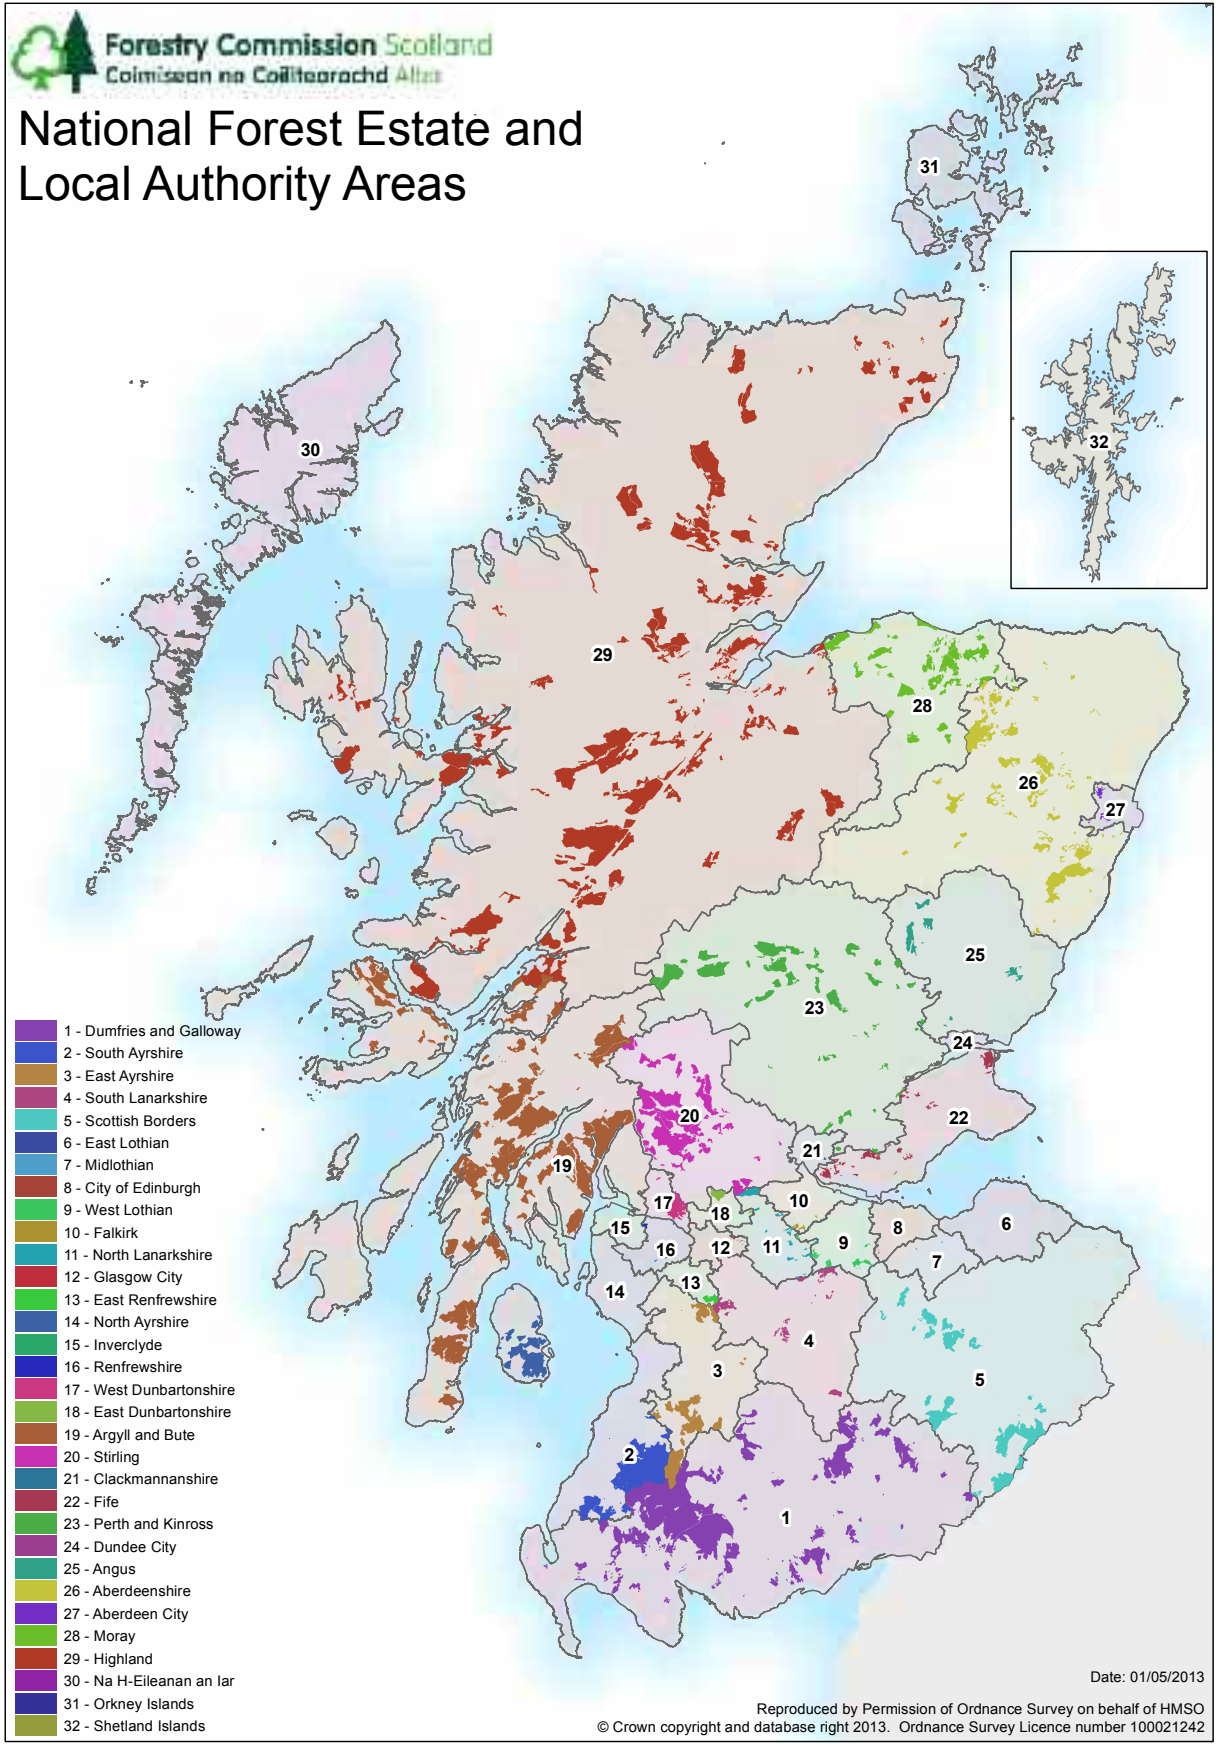 Forestry Commission Scotland
Coimisean na Coilltearachd Alba
National Forest Estate and
Local Authority Areas
31
32
30
29
28
26
27
25
23
24
22
20
21
19
17
18
10
15
16
12
11
9
8
6
7
14
13
4
3
5
2
1
1 - Dumfries and Galloway
2 - South Ayrshire
3 - East Ayrshire
4 - South Lanarkshire
5 - Scottish Borders
6 - East Lothian
7 - Midlothian
8 - City of Edinburgh
9 - West Lothian
10 - Falkirk
11 - North Lanarkshire
12 - Glasgow City
13 - East Renfrewshire
14 - North Ayrshire
15 - Inverclyde
16 - Renfrewshire
17 - West Dunbartonshire
18 - East Dunbartonshire
19 - Argyll and Bute
20 - Stirling
21 - Clackmannanshire
22 - Fife
23 - Perth and Kinross
24 - Dundee City
25 - Angus
26 - Aberdeenshire
27 - Aberdeen City
28 - Moray
29 - Highland
30 - Na H-Eileanan an Iar
31 - Orkney Islands
32 - Shetland Islands
Date: 01/05/2013
Reproduced by Permission of Ordnance Survey on behalf of HMSO
© Crown copyright and database right 2013. Ordnance Survey Licence number 100021242